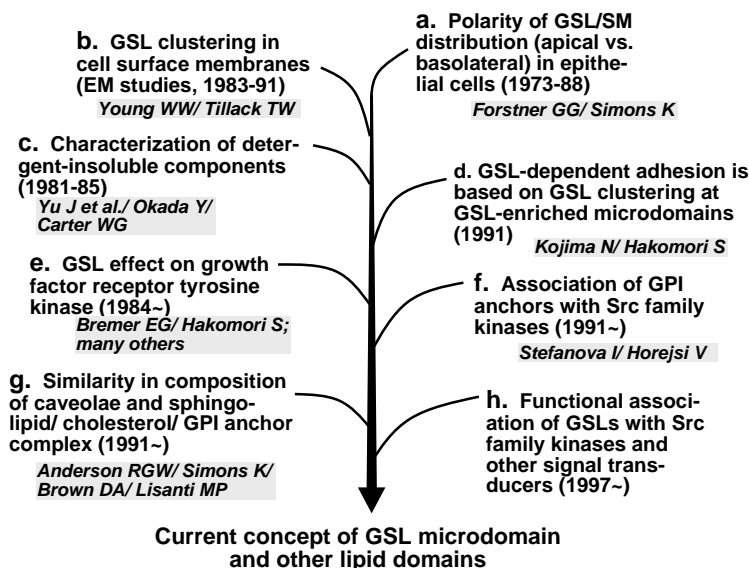 a. Polarity of GSL/SM
distribution (apical vs.
basolateral) in epithe-
lial cells (1973-88)
Forstner GG/ Simons K
b. GSL clustering in
cell surface membranes
(EM studies, 1983-91)
Young WW/ Tillack TW
c. Characterization of deter-
gent-insoluble components
(1981-85)
Yu J et al./ Okada Y/
Carter WG
d. GSL-dependent adhesion is
based on GSL clustering at
GSL-enriched microdomains
(1991)
Kojima N/ Hakomori S
e. GSL effect on growth
factor receptor tyrosine
kinase (1984~)
Bremer EG/ Hakomori S;
many others
f. Association of GPI
anchors with Src family
kinases (1991~)
Stefanova I/ Horejsi V
g. Similarity in composition
of caveolae and sphingo-
lipid/ cholesterol/ GPI anchor
complex (1991~)
Anderson RGW/ Simons K/
Brown DA/ Lisanti MP
h. Functional associ-
ation of GSLs with Src
family kinases and
other signal trans-
ducers (1997~)
Current concept of GSL microdomain
and other lipid domains